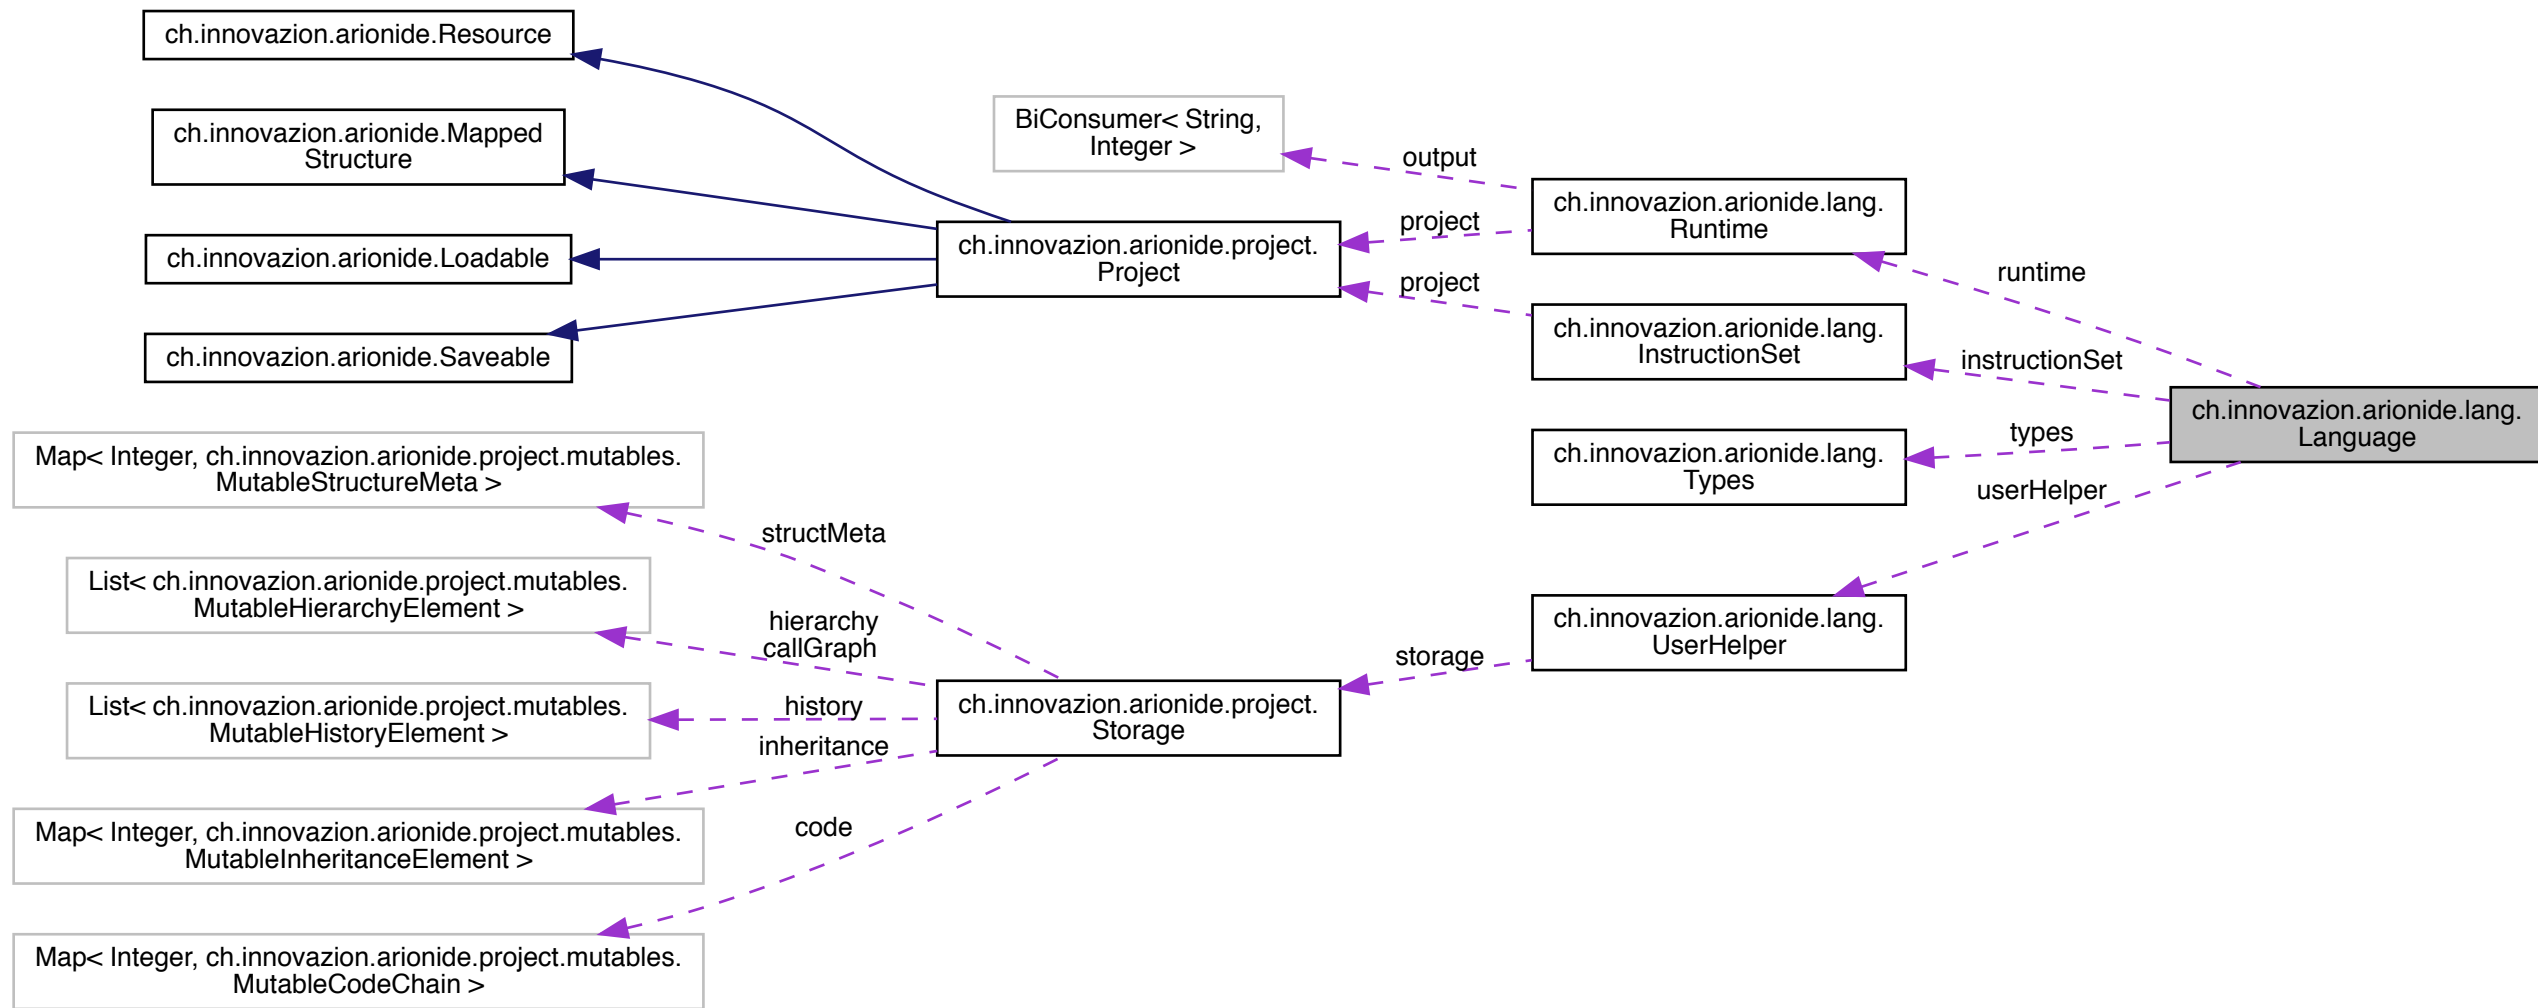 ch.innovazion.arionide.Resource
ch.innovazion.arionide.Mapped
Structure
ch.innovazion.arionide.Loadable
ch.innovazion.arionide.Saveable
Map< Integer, ch.innovazion.arionide.project.mutables.
MutableStructureMeta >
List< ch.innovazion.arionide.project.mutables.
MutableHierarchyElement >
List< ch.innovazion.arionide.project.mutables.
MutableHistoryElement >
Map< Integer, ch.innovazion.arionide.project.mutables.
MutableInheritanceElement >
Map< Integer, ch.innovazion.arionide.project.mutables.
MutableCodeChain >
structMeta
hierarchy
callGraph
history
inheritance
code
BiConsumer< String,
Integer >
ch.innovazion.arionide.project.
Project
ch.innovazion.arionide.project.
Storage
output
project
project
storage
ch.innovazion.arionide.lang.
Runtime
ch.innovazion.arionide.lang.
InstructionSet
ch.innovazion.arionide.lang.
Types
ch.innovazion.arionide.lang.
UserHelper
runtime
instructionSet
types
userHelper
ch.innovazion.arionide.lang.
Language